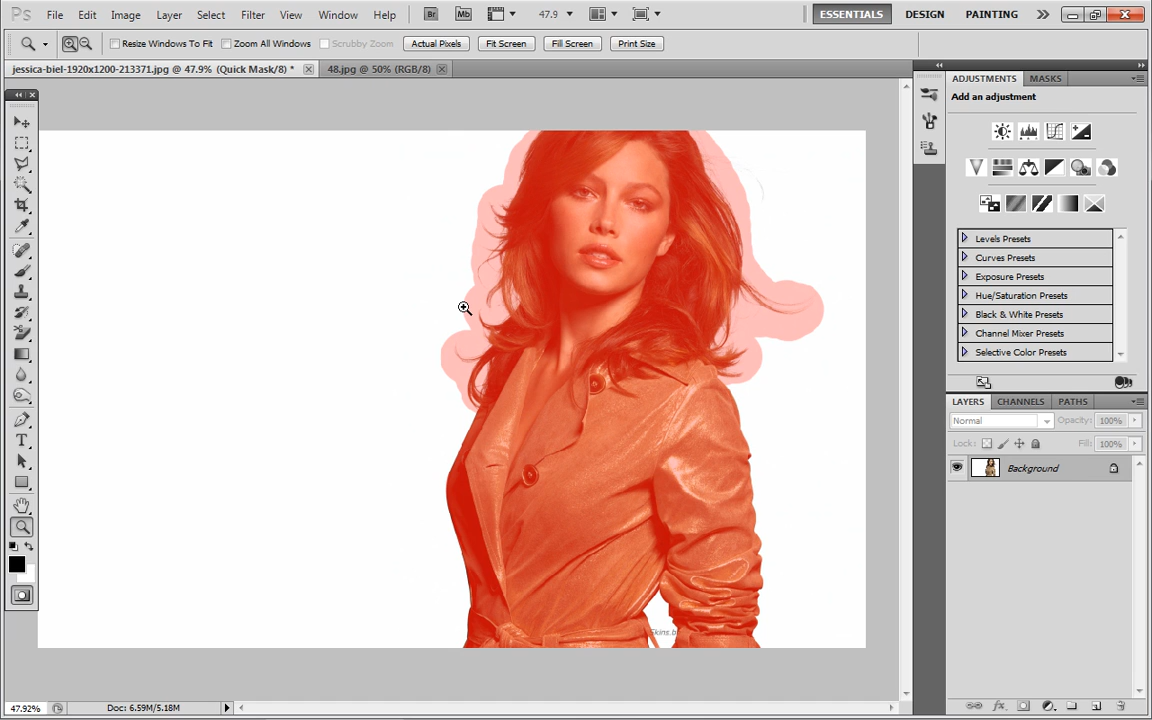 Ps File Edit Image Layer Select Filter View Window Help Br Mb 47.9 ESSENTIALS DESIGN PAINTING
Resize Windows To Fit Zoom All Windows Scrubby Zoom Actual Pixels Fit Screen Fill Screen Print Size
jessica-biel-1920x1200-213371.jpg @ 47.9% (Quick Mask/8) * 48.jpg @ 50% (RGB/8)
ADJUSTMENTS MASKS
Add an adjustment
Levels Presets
Curves Presets
Exposure Presets
Hue/Saturation Presets
Black & White Presets
Channel Mixer Presets
Selective Color Presets
LAYERS CHANNELS PATHS
Normal Opacity: 100%
Lock: Fill: 100%
Background
T
47.92% Doc: 6.59M/5.18M
fx